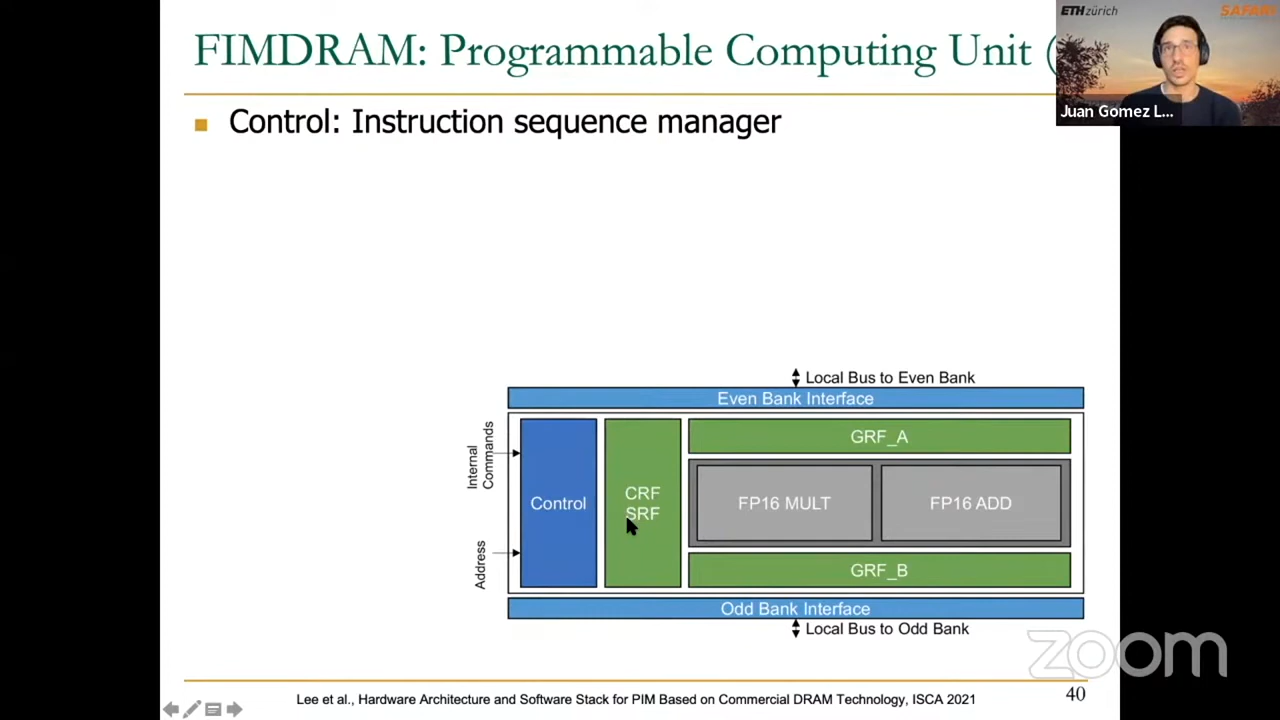 FIMDRAM: Programmable Computing Unit (
ETH zürich
SAFARI
Juan Gomez L...
Control: Instruction sequence manager
Local Bus to Even Bank
Even Bank Interface
Internal
Commands
Address
Control
CRF
SRF
GRF_A
FP16 MULT
FP16 ADD
GRF_B
Odd Bank Interface
Local Bus to Odd Bank
zoom
Lee et al., Hardware Architecture and Software Stack for PIM Based on Commercial DRAM Technology, ISCA 2021
40